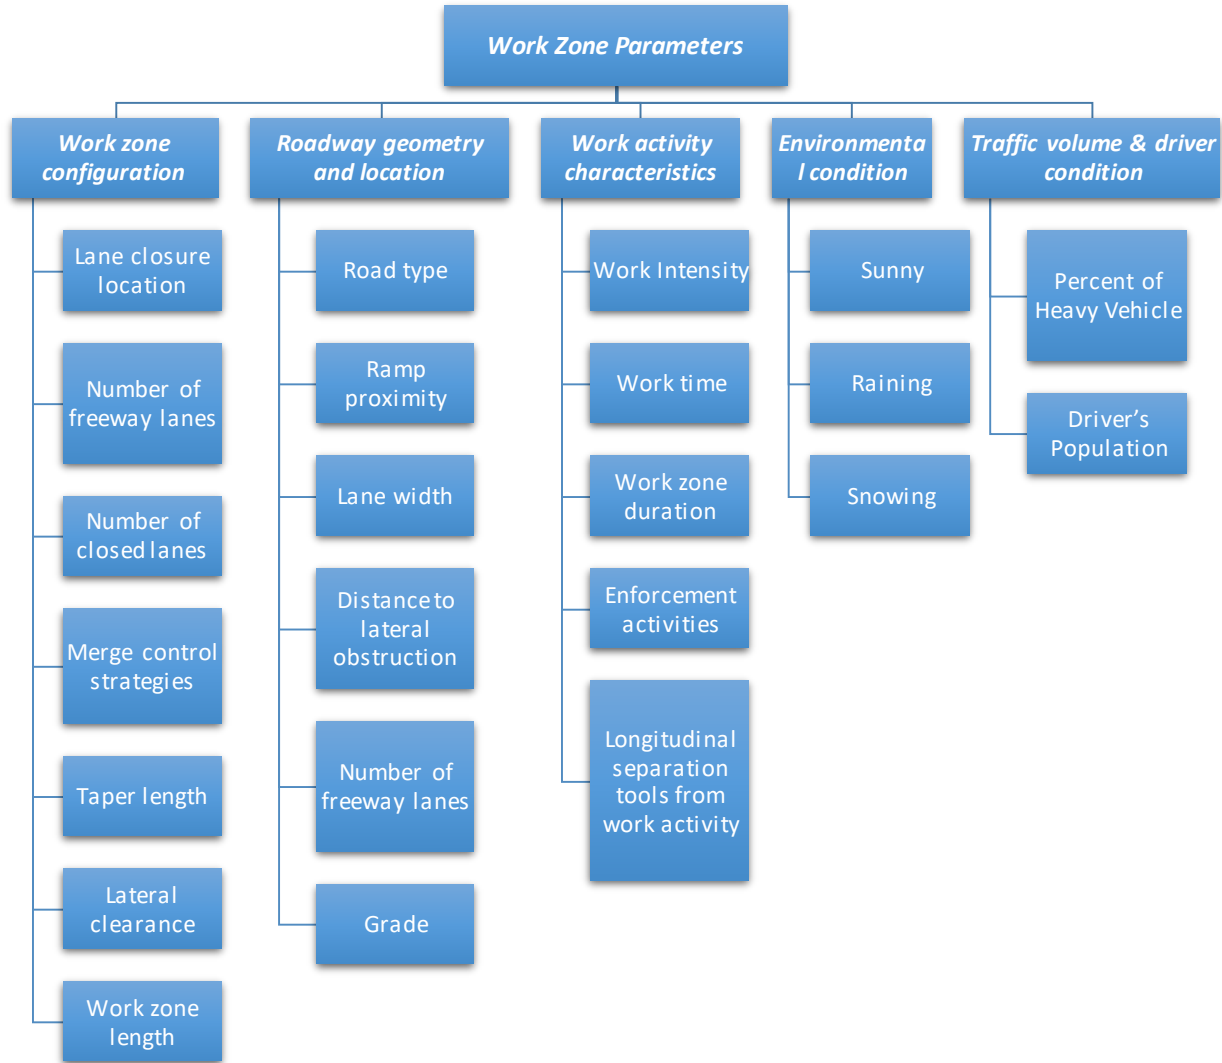 Work Zone Parameters
Work zone
configuration
Lane closure
location
Number of
freeway lanes
Number of
closed lanes
Merge control
strategies
Taper length
Lateral
clearance
Work zone
length
Roadway geometry
and location
Road type
Ramp
proximity
Lane width
Distance to
lateral
obstruction
Number of
freeway lanes
Grade
Work activity
characteristics
Work Intensity
Work time
Work zone
duration
Enforcement
activities
Longitudinal
separation
tools from
work activity
Environmenta
l condition
Sunny
Raining
Snowing
Traffic volume & driver
condition
Percent of
Heavy Vehicle
Driver’s
Population